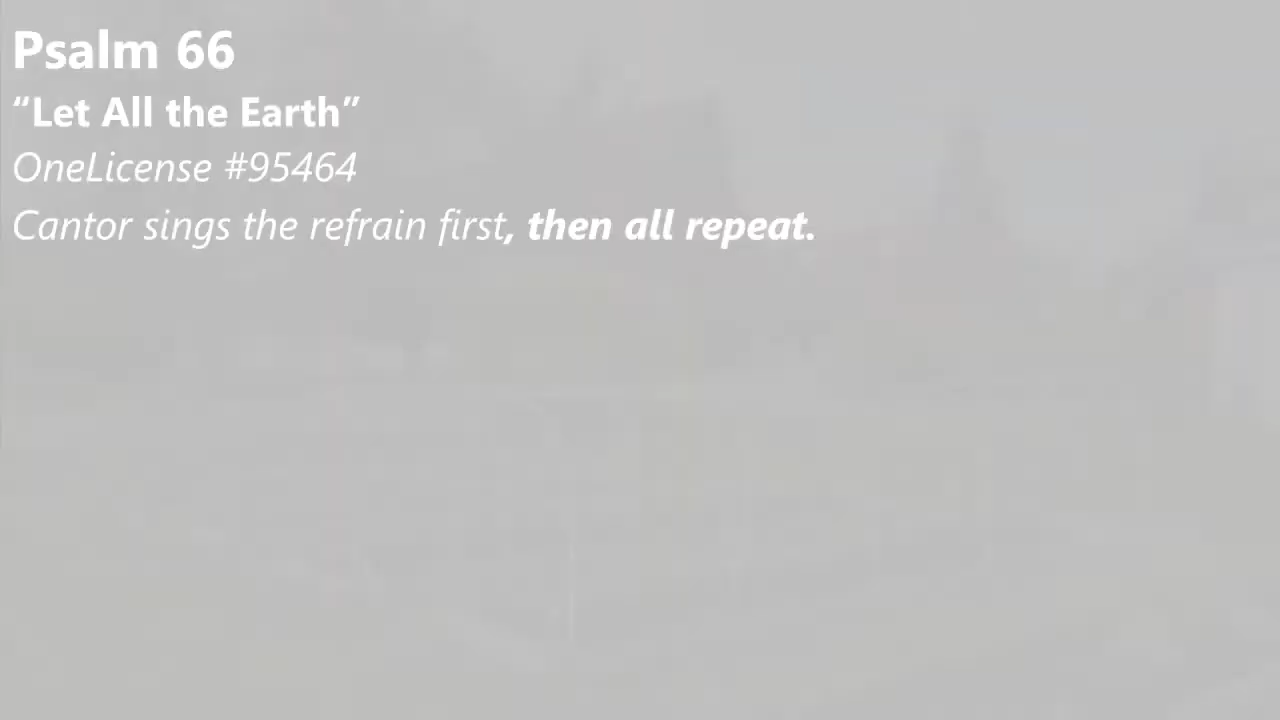 Psalm 66
“Let All the Earth”
OneLicense #95464
Cantor sings the refrain first, then all repeat.